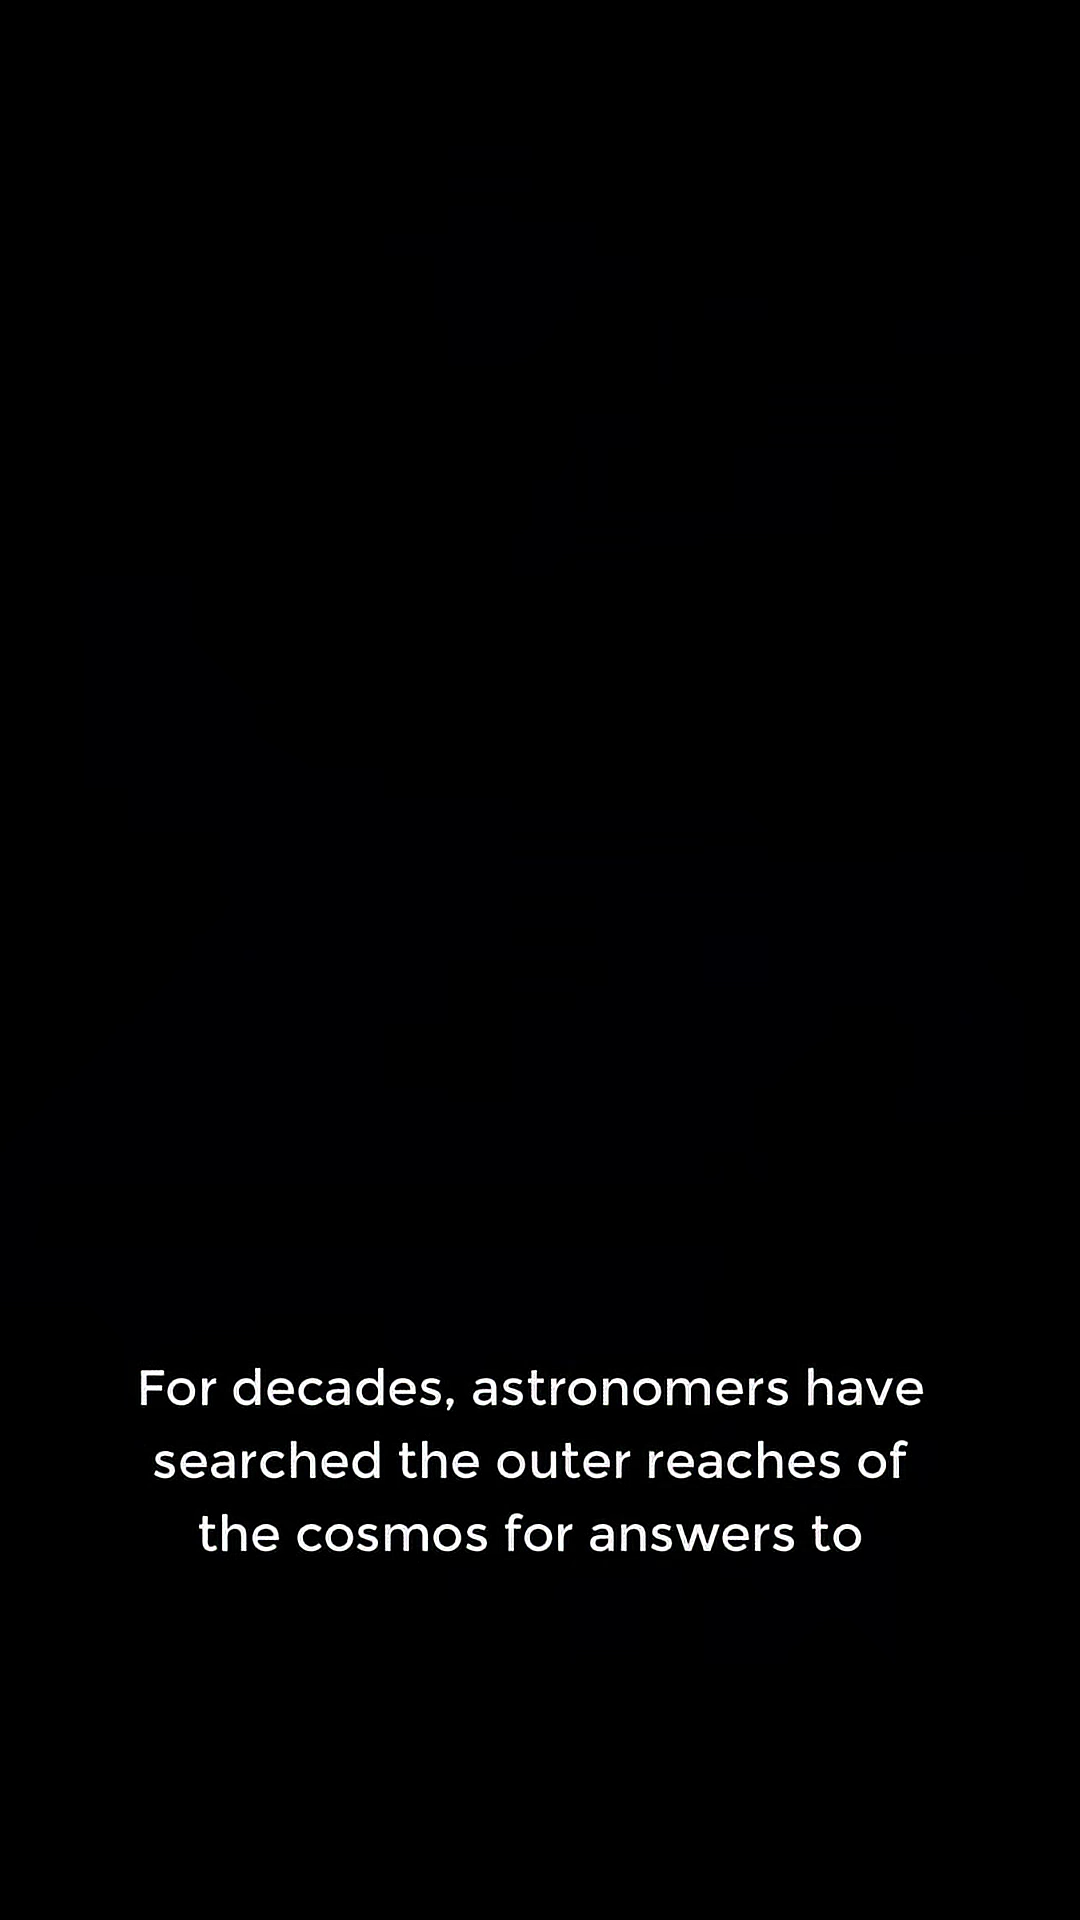 For decades, astronomers have
searched the outer reaches of
the cosmos for answers to